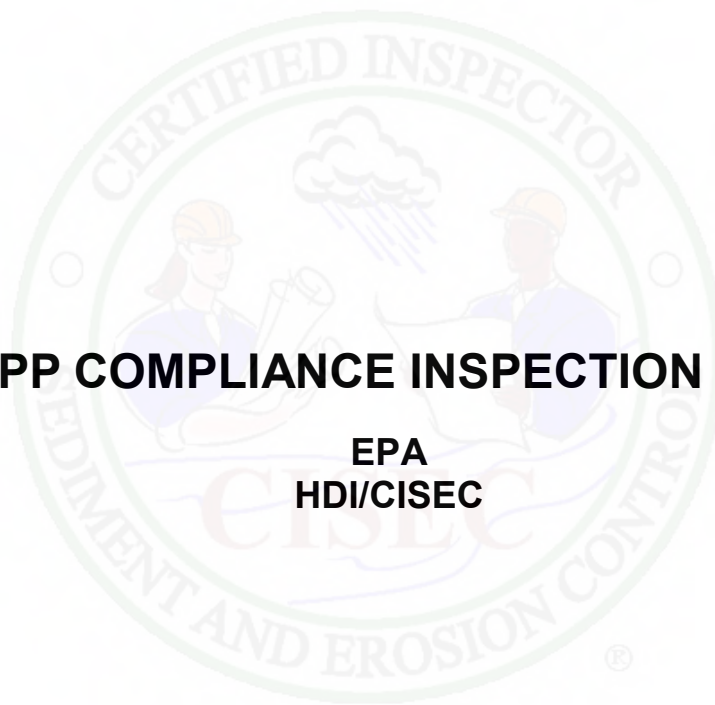 CERTIFIED INSPECTOR
PP COMPLIANCE INSPECTION
EPA
HDI/CISEC
CISEC
SEDIMENT AND EROSION CONTROL
®